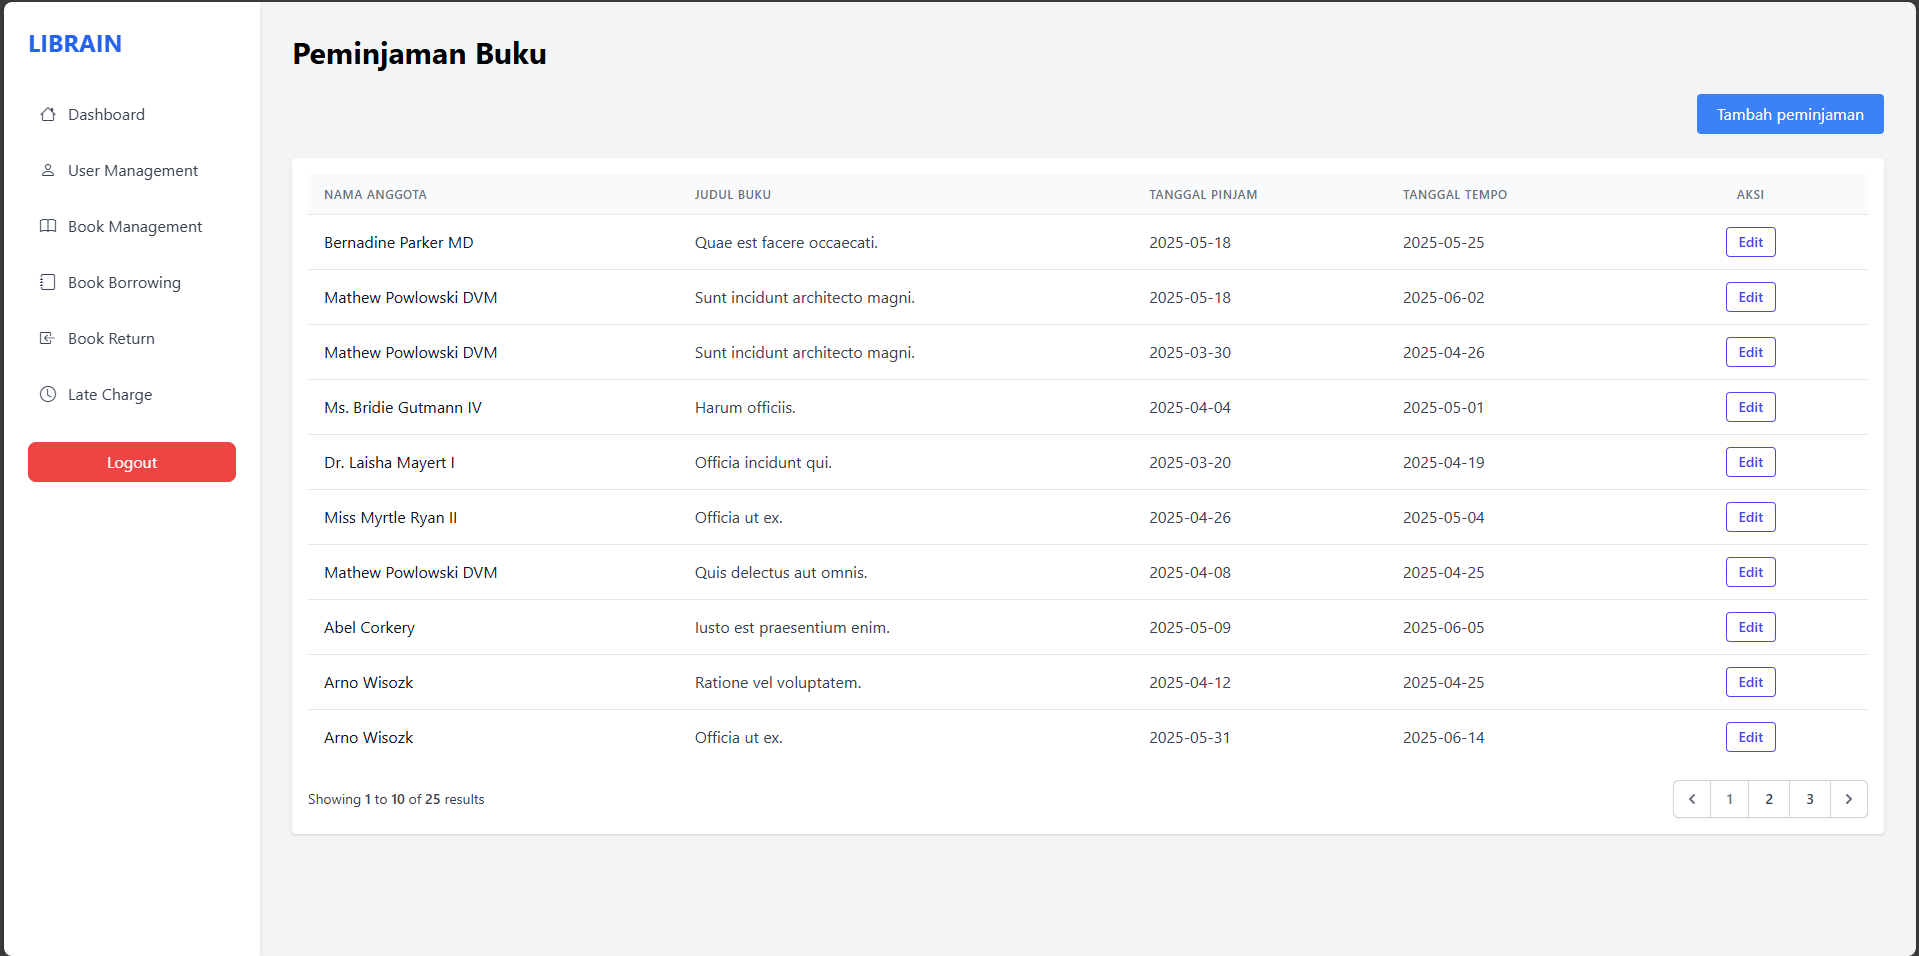 LIBRAIN
Dashboard
User Management
Book Management
Book Borrowing
Book Return
Late Charge
Logout
Peminjaman Buku
Tambah peminjaman
NAMA ANGGOTA JUDUL BUKU TANGGAL PINJAM TANGGAL TEMPO AKSI
Bernadine Parker MD Quae est facere occaecati. 2025-05-18 2025-05-25 Edit
Mathew Powlowski DVM Sunt incidunt architecto magni. 2025-05-18 2025-06-02 Edit
Mathew Powlowski DVM Sunt incidunt architecto magni. 2025-03-30 2025-04-26 Edit
Ms. Bridie Gutmann IV Harum officiis. 2025-04-04 2025-05-01 Edit
Dr. Laisha Mayert I Officia incidunt qui. 2025-03-20 2025-04-19 Edit
Miss Myrtle Ryan II Officia ut ex. 2025-04-26 2025-05-04 Edit
Mathew Powlowski DVM Quis delectus aut omnis. 2025-04-08 2025-04-25 Edit
Abel Corkery Iusto est praesentium enim. 2025-05-09 2025-06-05 Edit
Arno Wisozk Ratione vel voluptatem. 2025-04-12 2025-04-25 Edit
Arno Wisozk Officia ut ex. 2025-05-31 2025-06-14 Edit
Showing 1 to 10 of 25 results 1 2 3